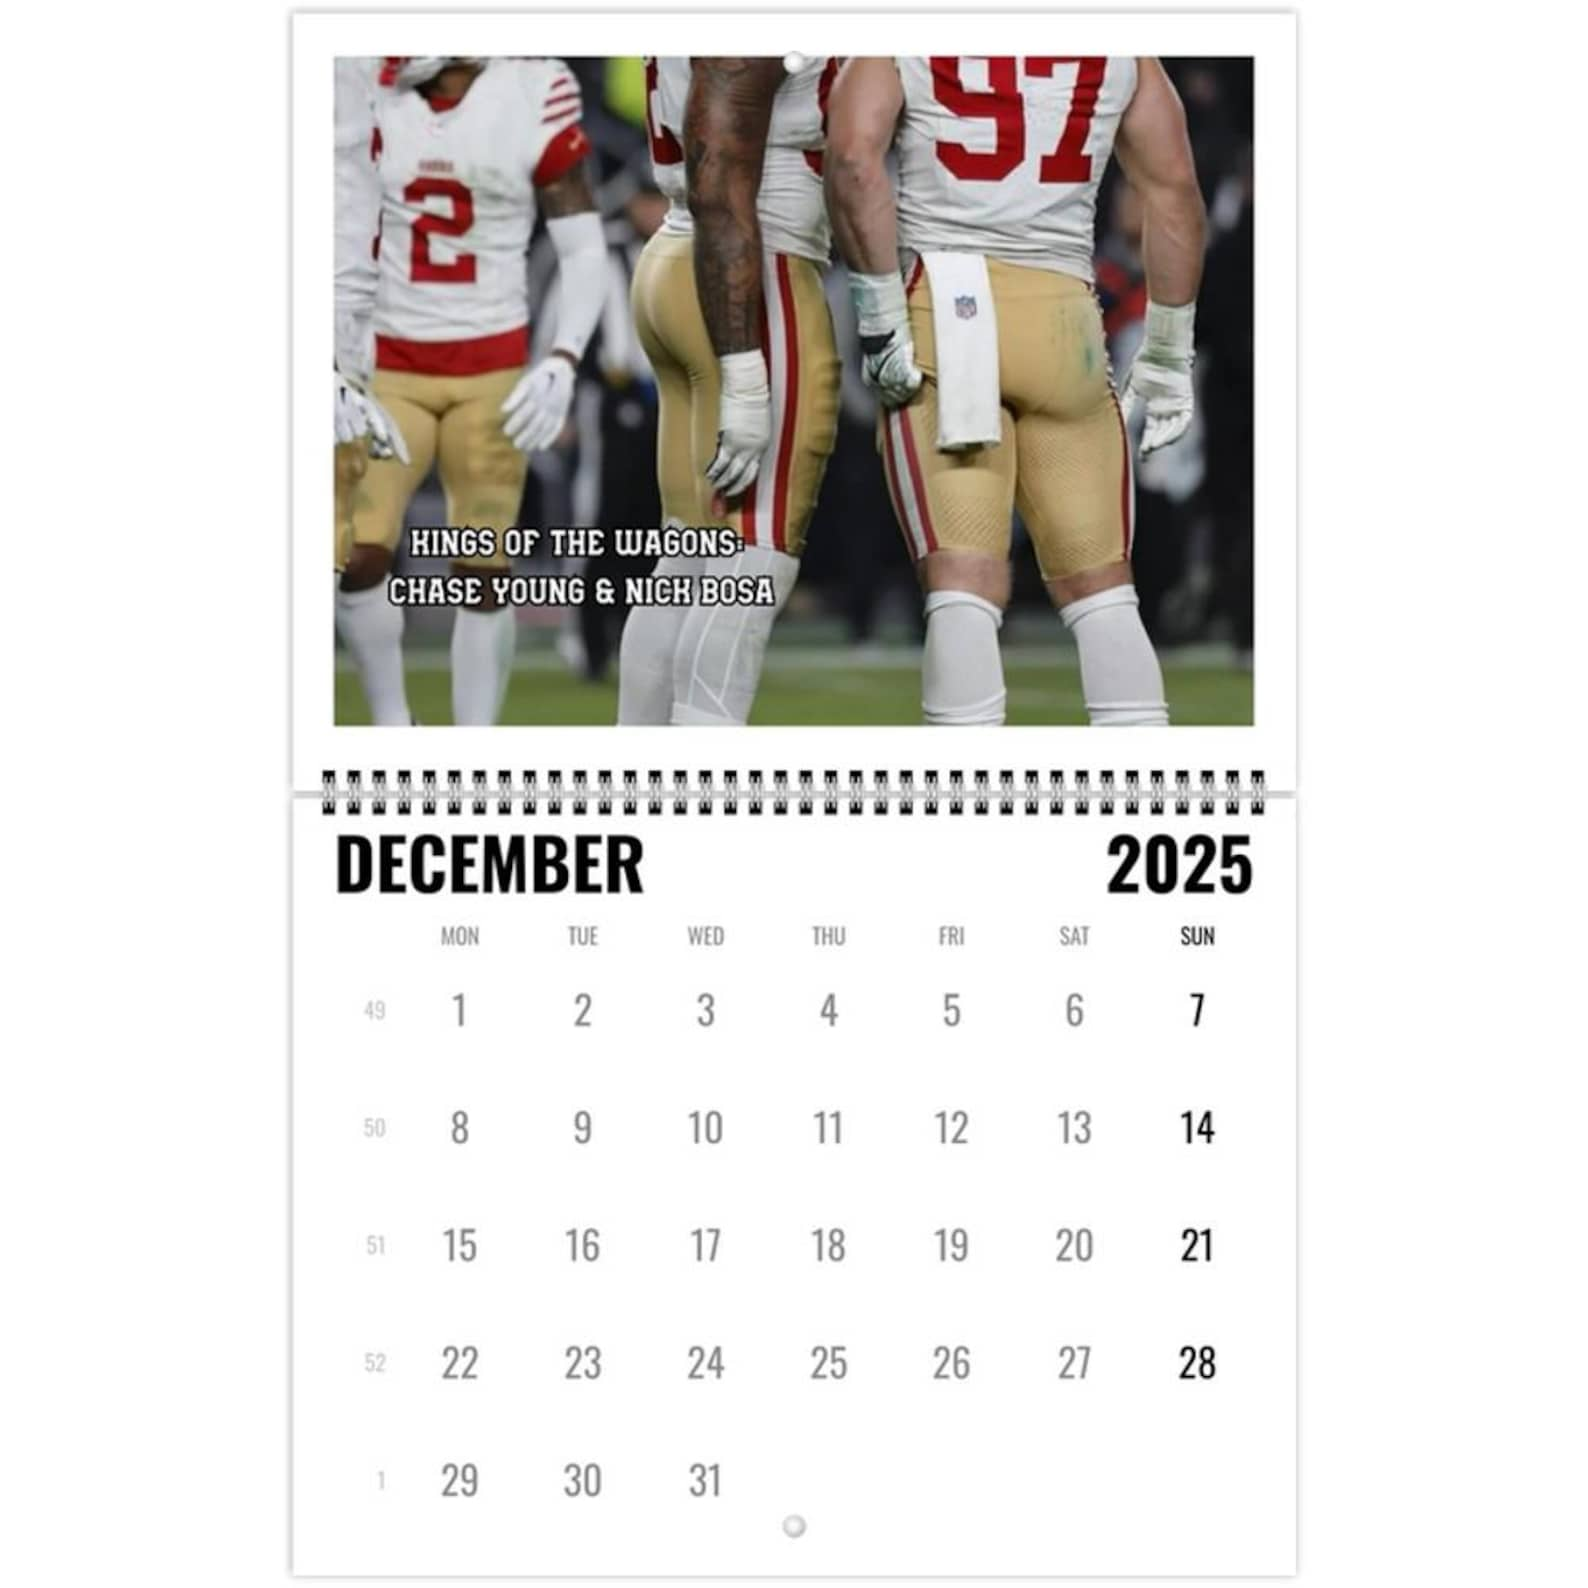 2
97
KINGS OF THE WAGONS:
CHASE YOUNG & NICK BOSA
DECEMBER 2025
MON TUE WED THU FRI SAT SUN
49 1 2 3 4 5 6 7
50 8 9 10 11 12 13 14
51 15 16 17 18 19 20 21
52 22 23 24 25 26 27 28
1 29 30 31